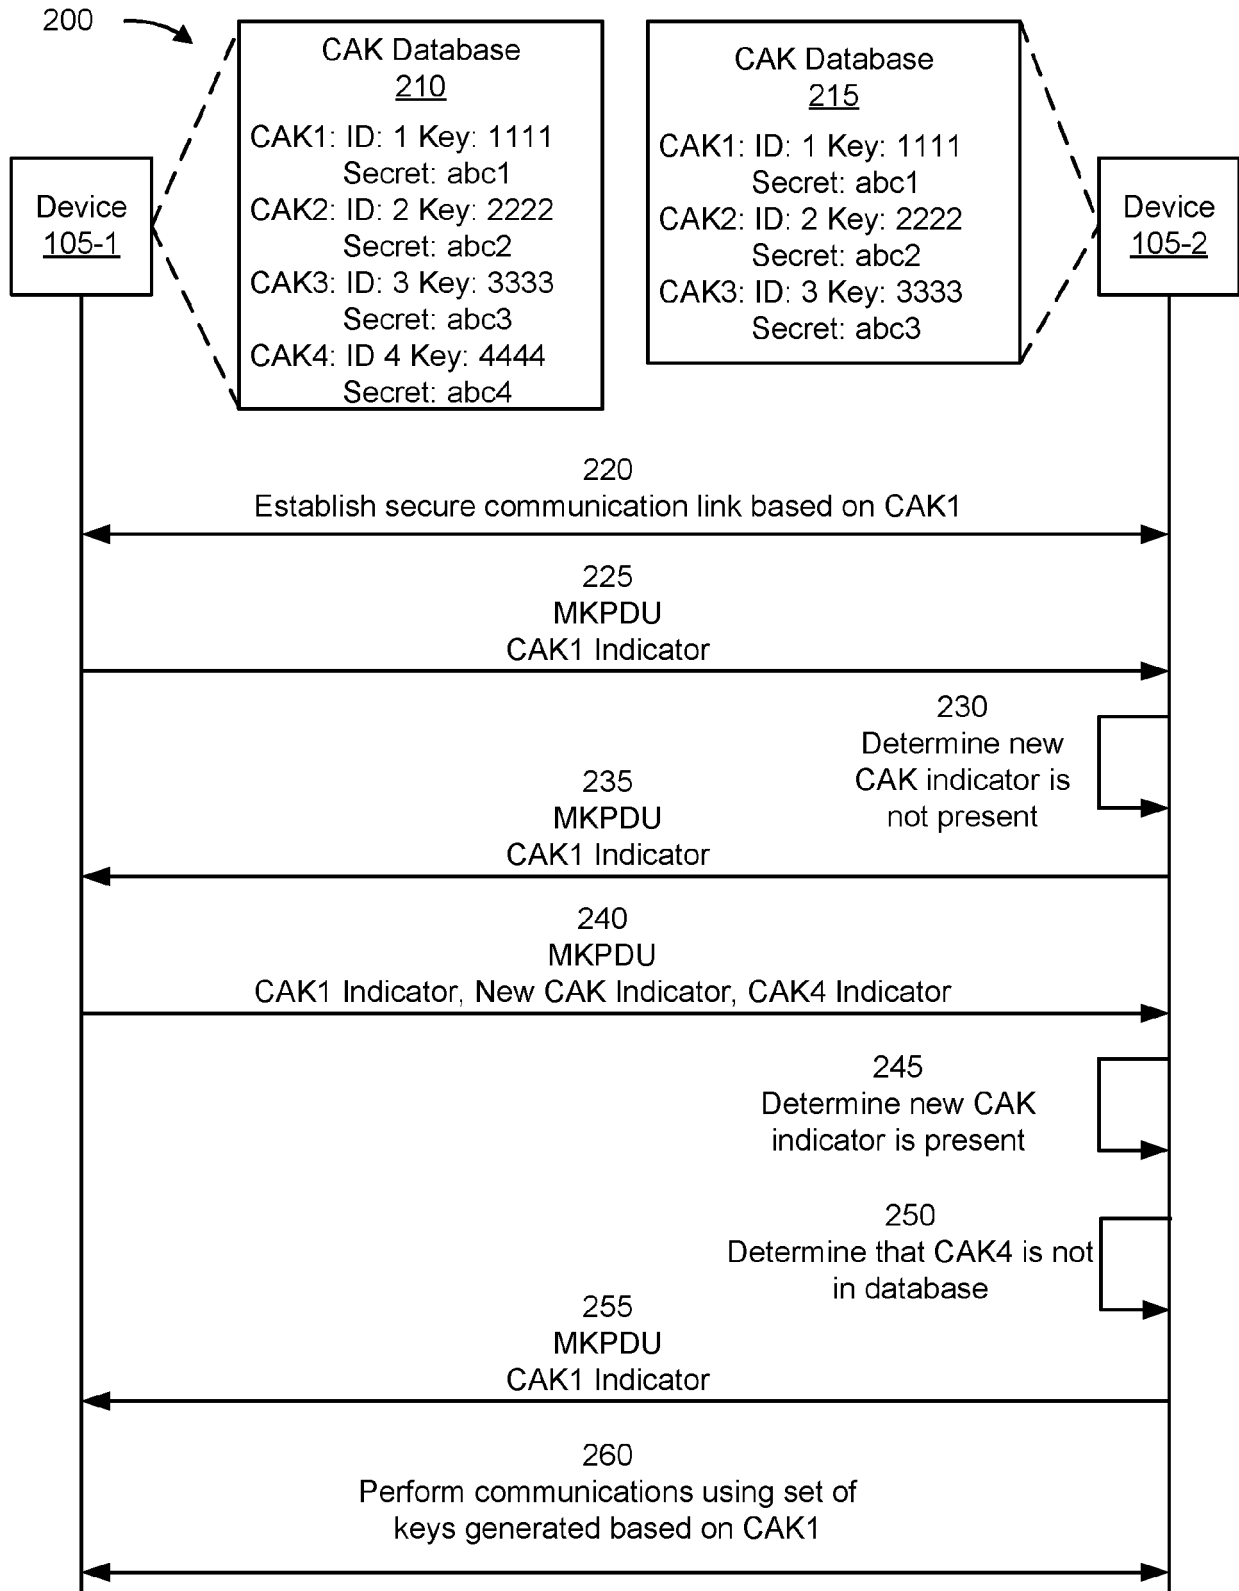 200
CAK Database
210
CAK1: ID: 1 Key: 1111
Secret: abc1
CAK2: ID: 2 Key: 2222
Secret: abc2
CAK3: ID: 3 Key: 3333
Secret: abc3
CAK4: ID 4 Key: 4444
Secret: abc4
CAK Database
215
CAK1: ID: 1 Key: 1111
Secret: abc1
CAK2: ID: 2 Key: 2222
Secret: abc2
CAK3: ID: 3 Key: 3333
Secret: abc3
Device
105-1
Device
105-2
220
Establish secure communication link based on CAK1
225
MKPDU
CAK1 Indicator
230
Determine new
CAK indicator is
not present
235
MKPDU
CAK1 Indicator
240
MKPDU
CAK1 Indicator, New CAK Indicator, CAK4 Indicator
245
Determine new CAK
indicator is present
250
Determine that CAK4 is not
in database
255
MKPDU
CAK1 Indicator
260
Perform communications using set of
keys generated based on CAK1